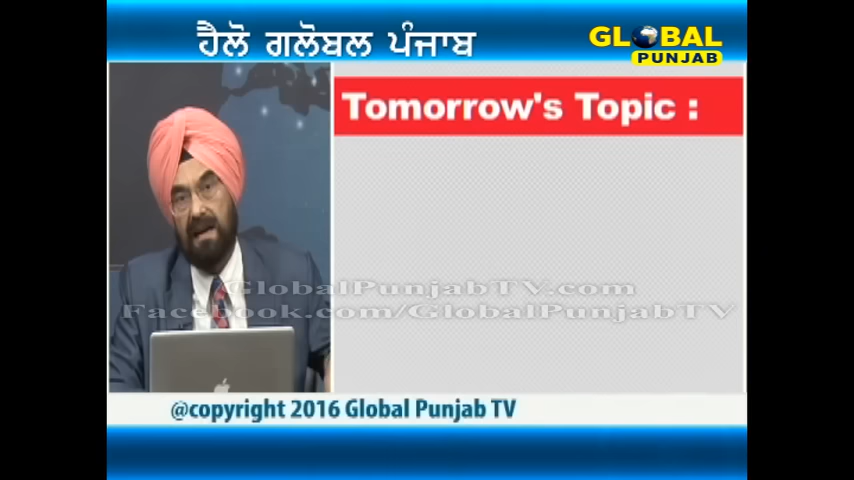 ਹੈਲੋ ਗਲੋਬਲ ਪੰਜਾਬ
GLOBAL
PUNJAB
Tomorrow's Topic :
GlobalPunjabTV.com
Facebook.com/GlobalPunjabTV
@copyright 2016 Global Punjab TV